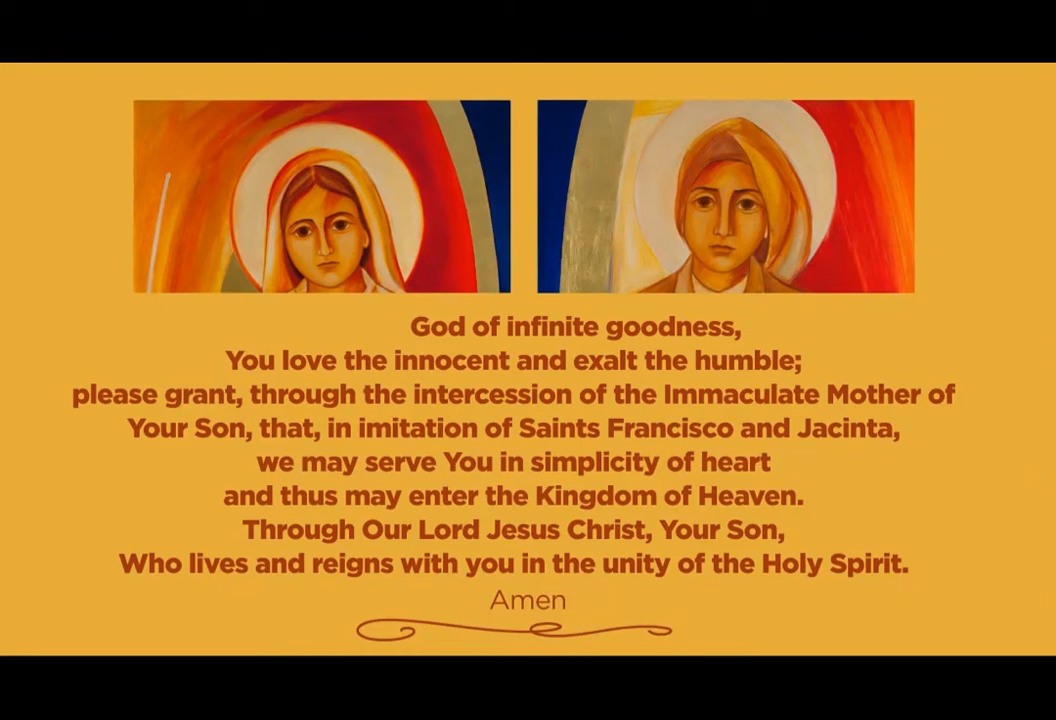 God of infinite goodness,
You love the innocent and exalt the humble;
please grant, through the intercession of the Immaculate Mother of
Your Son, that, in imitation of Saints Francisco and Jacinta,
we may serve You in simplicity of heart
and thus may enter the Kingdom of Heaven.
Through Our Lord Jesus Christ, Your Son,
Who lives and reigns with you in the unity of the Holy Spirit.
Amen